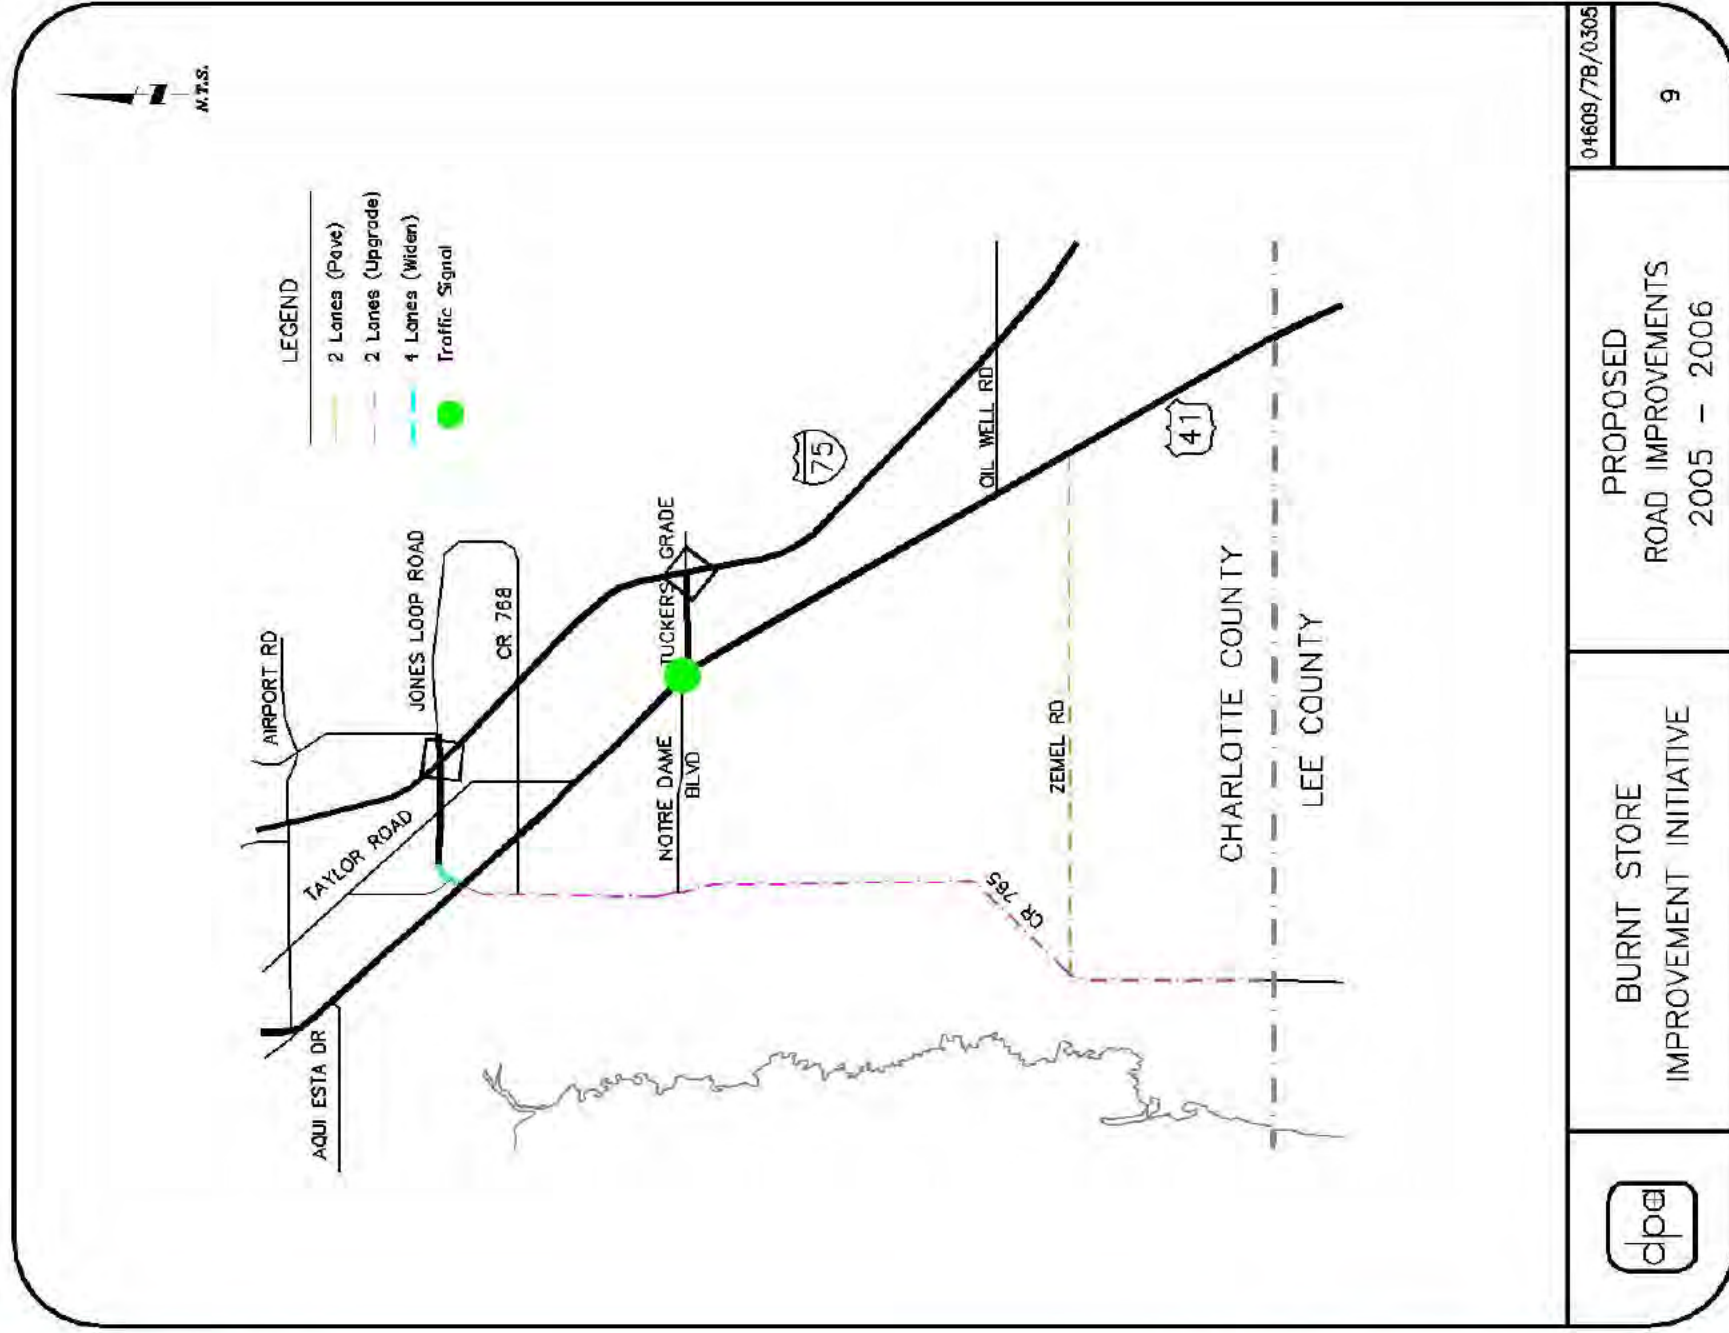 N.T.S.
LEGEND
2 Lanes (Pave)
2 Lanes (Upgrade)
4 Lanes (Widen)
Traffic Signal
AIRPORT RD
JONES LOOP ROAD
CR 768
TAYLOR ROAD
AQUI ESTA DR
TUCKERS GRADE
NOTRE DAME
BLVD
75
OIL WELL RD
41
ZEMEL RD
CR 765
CHARLOTTE COUNTY
LEE COUNTY
dpa
BURNT STORE
IMPROVEMENT INITIATIVE
PROPOSED
ROAD IMPROVEMENTS
2005 - 2006
04609/7B/0305
9